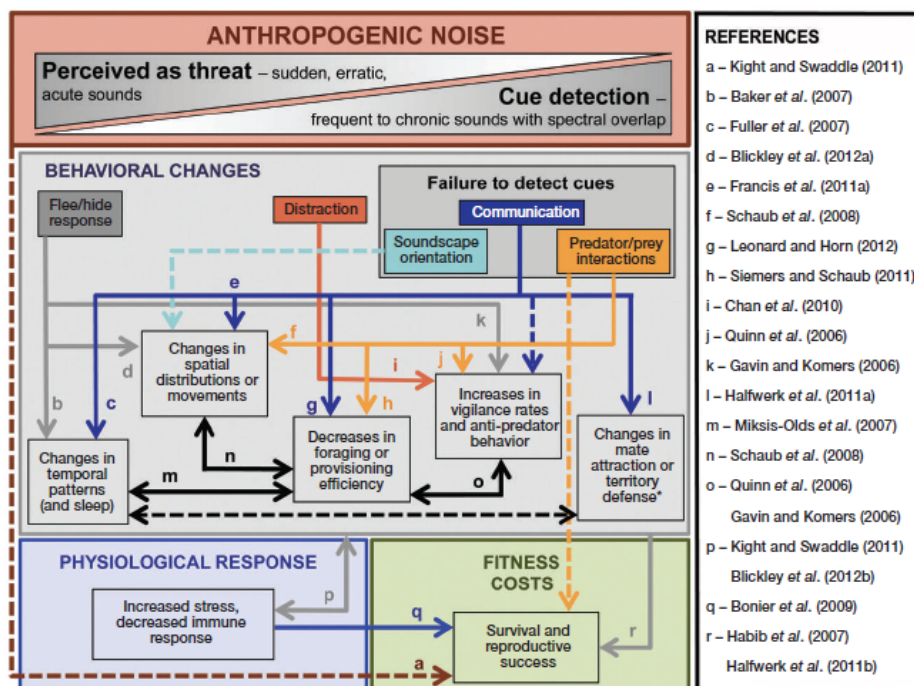 ANTHROPOGENIC NOISE
Perceived as threat – sudden, erratic,
acute sounds
Cue detection –
frequent to chronic sounds with spectral overlap
BEHAVIORAL CHANGES
Flee/hide
response
Distraction
Failure to detect cues
Communication
Soundscape
orientation
Predator/prey
interactions
e
k
f
d
Changes in
spatial
distributions or
movements
i
j
Increases in
vigilance rates
and anti-predator
behavior
b
c
g
h
l
Changes in
temporal
patterns
(and sleep)
m
n
Decreases in
foraging or
provisioning
efficiency
o
Changes in
mate
attraction or
territory
defense*
PHYSIOLOGICAL RESPONSE
Increased stress,
decreased immune
response
p
q
a
FITNESS
COSTS
Survival and
reproductive
success
r
REFERENCES
a – Kight and Swaddle (2011)
b – Baker et al. (2007)
c – Fuller et al. (2007)
d – Blickley et al. (2012a)
e – Francis et al. (2011a)
f – Schaub et al. (2008)
g – Leonard and Horn (2012)
h – Siemers and Schaub (2011)
i – Chan et al. (2010)
j – Quinn et al. (2006)
k – Gavin and Komers (2006)
l – Halfwerk et al. (2011a)
m – Miksis-Olds et al. (2007)
n – Schaub et al. (2008)
o – Quinn et al. (2006)
Gavin and Komers (2006)
p – Kight and Swaddle (2011)
Blickley et al. (2012b)
q – Bonier et al. (2009)
r – Habib et al. (2007)
Halfwerk et al. (2011b)